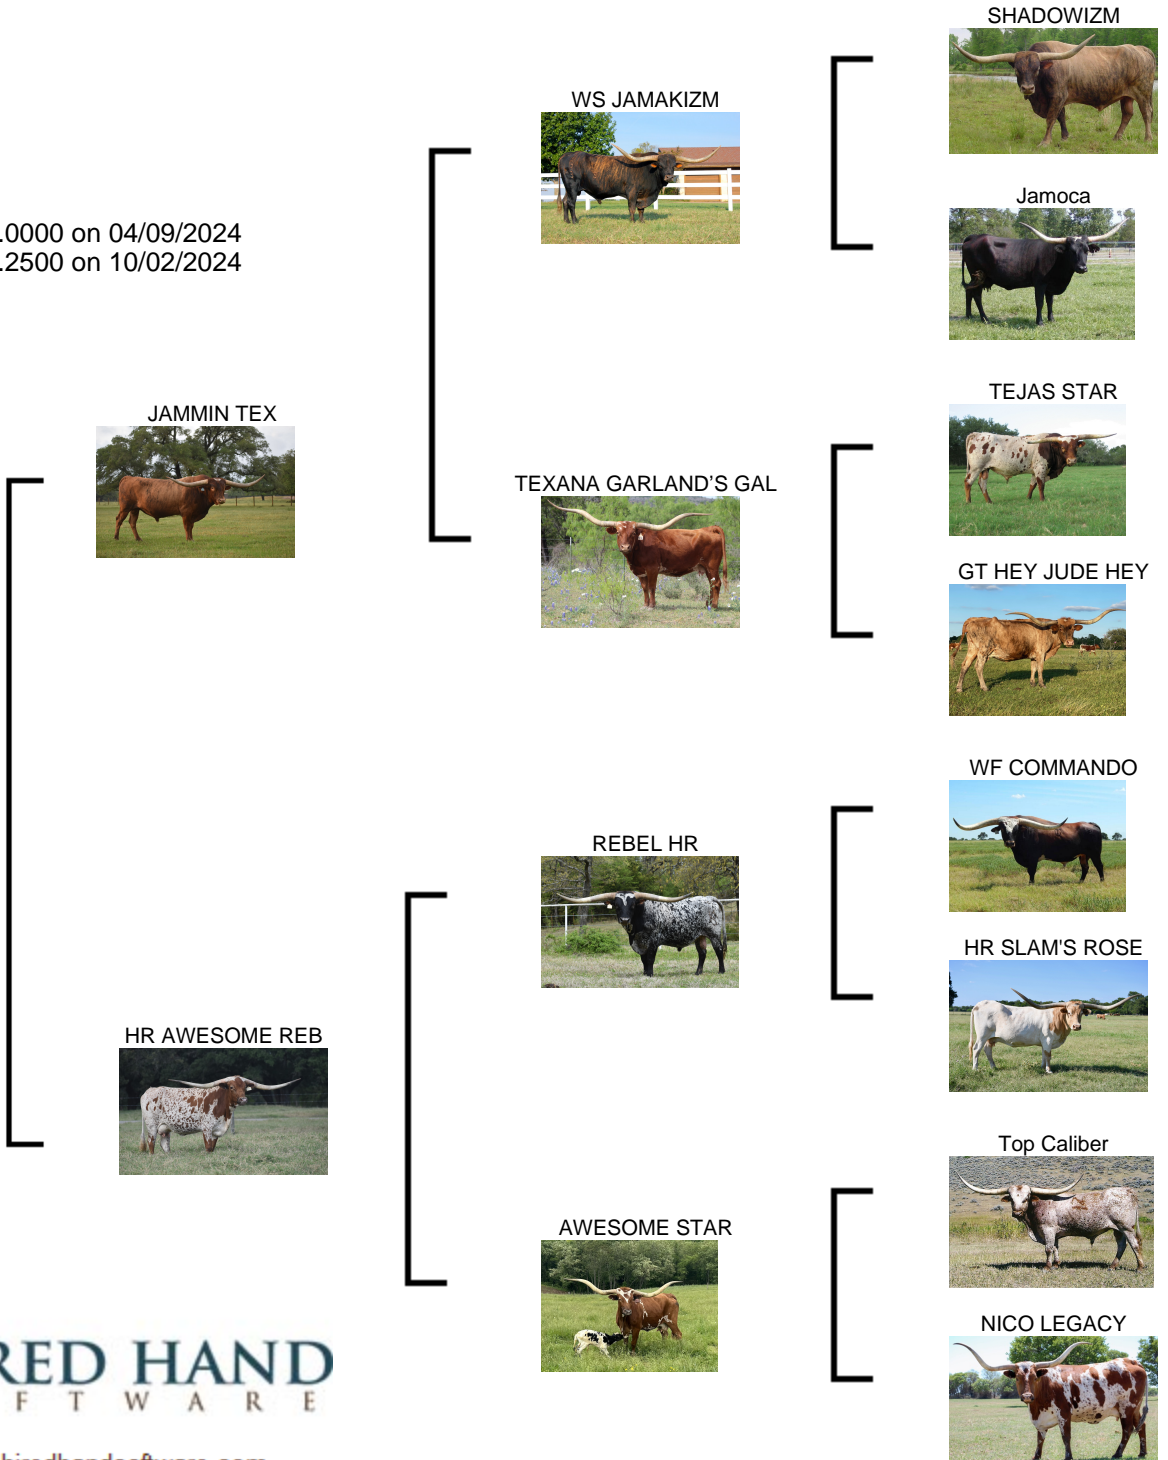 SHADOWIZM
WS JAMAKIZM
Jamoca
.0000 on 04/09/2024
.2500 on 10/02/2024
TEJAS STAR
JAMMIN TEX
TEXANA GARLAND'S GAL
GT HEY JUDE HEY
WF COMMANDO
REBEL HR
HR SLAM'S ROSE
HR AWESOME REB
Top Caliber
AWESOME STAR
NICO LEGACY
RED HAND
F T W A R E
hiredhandsoftware.com